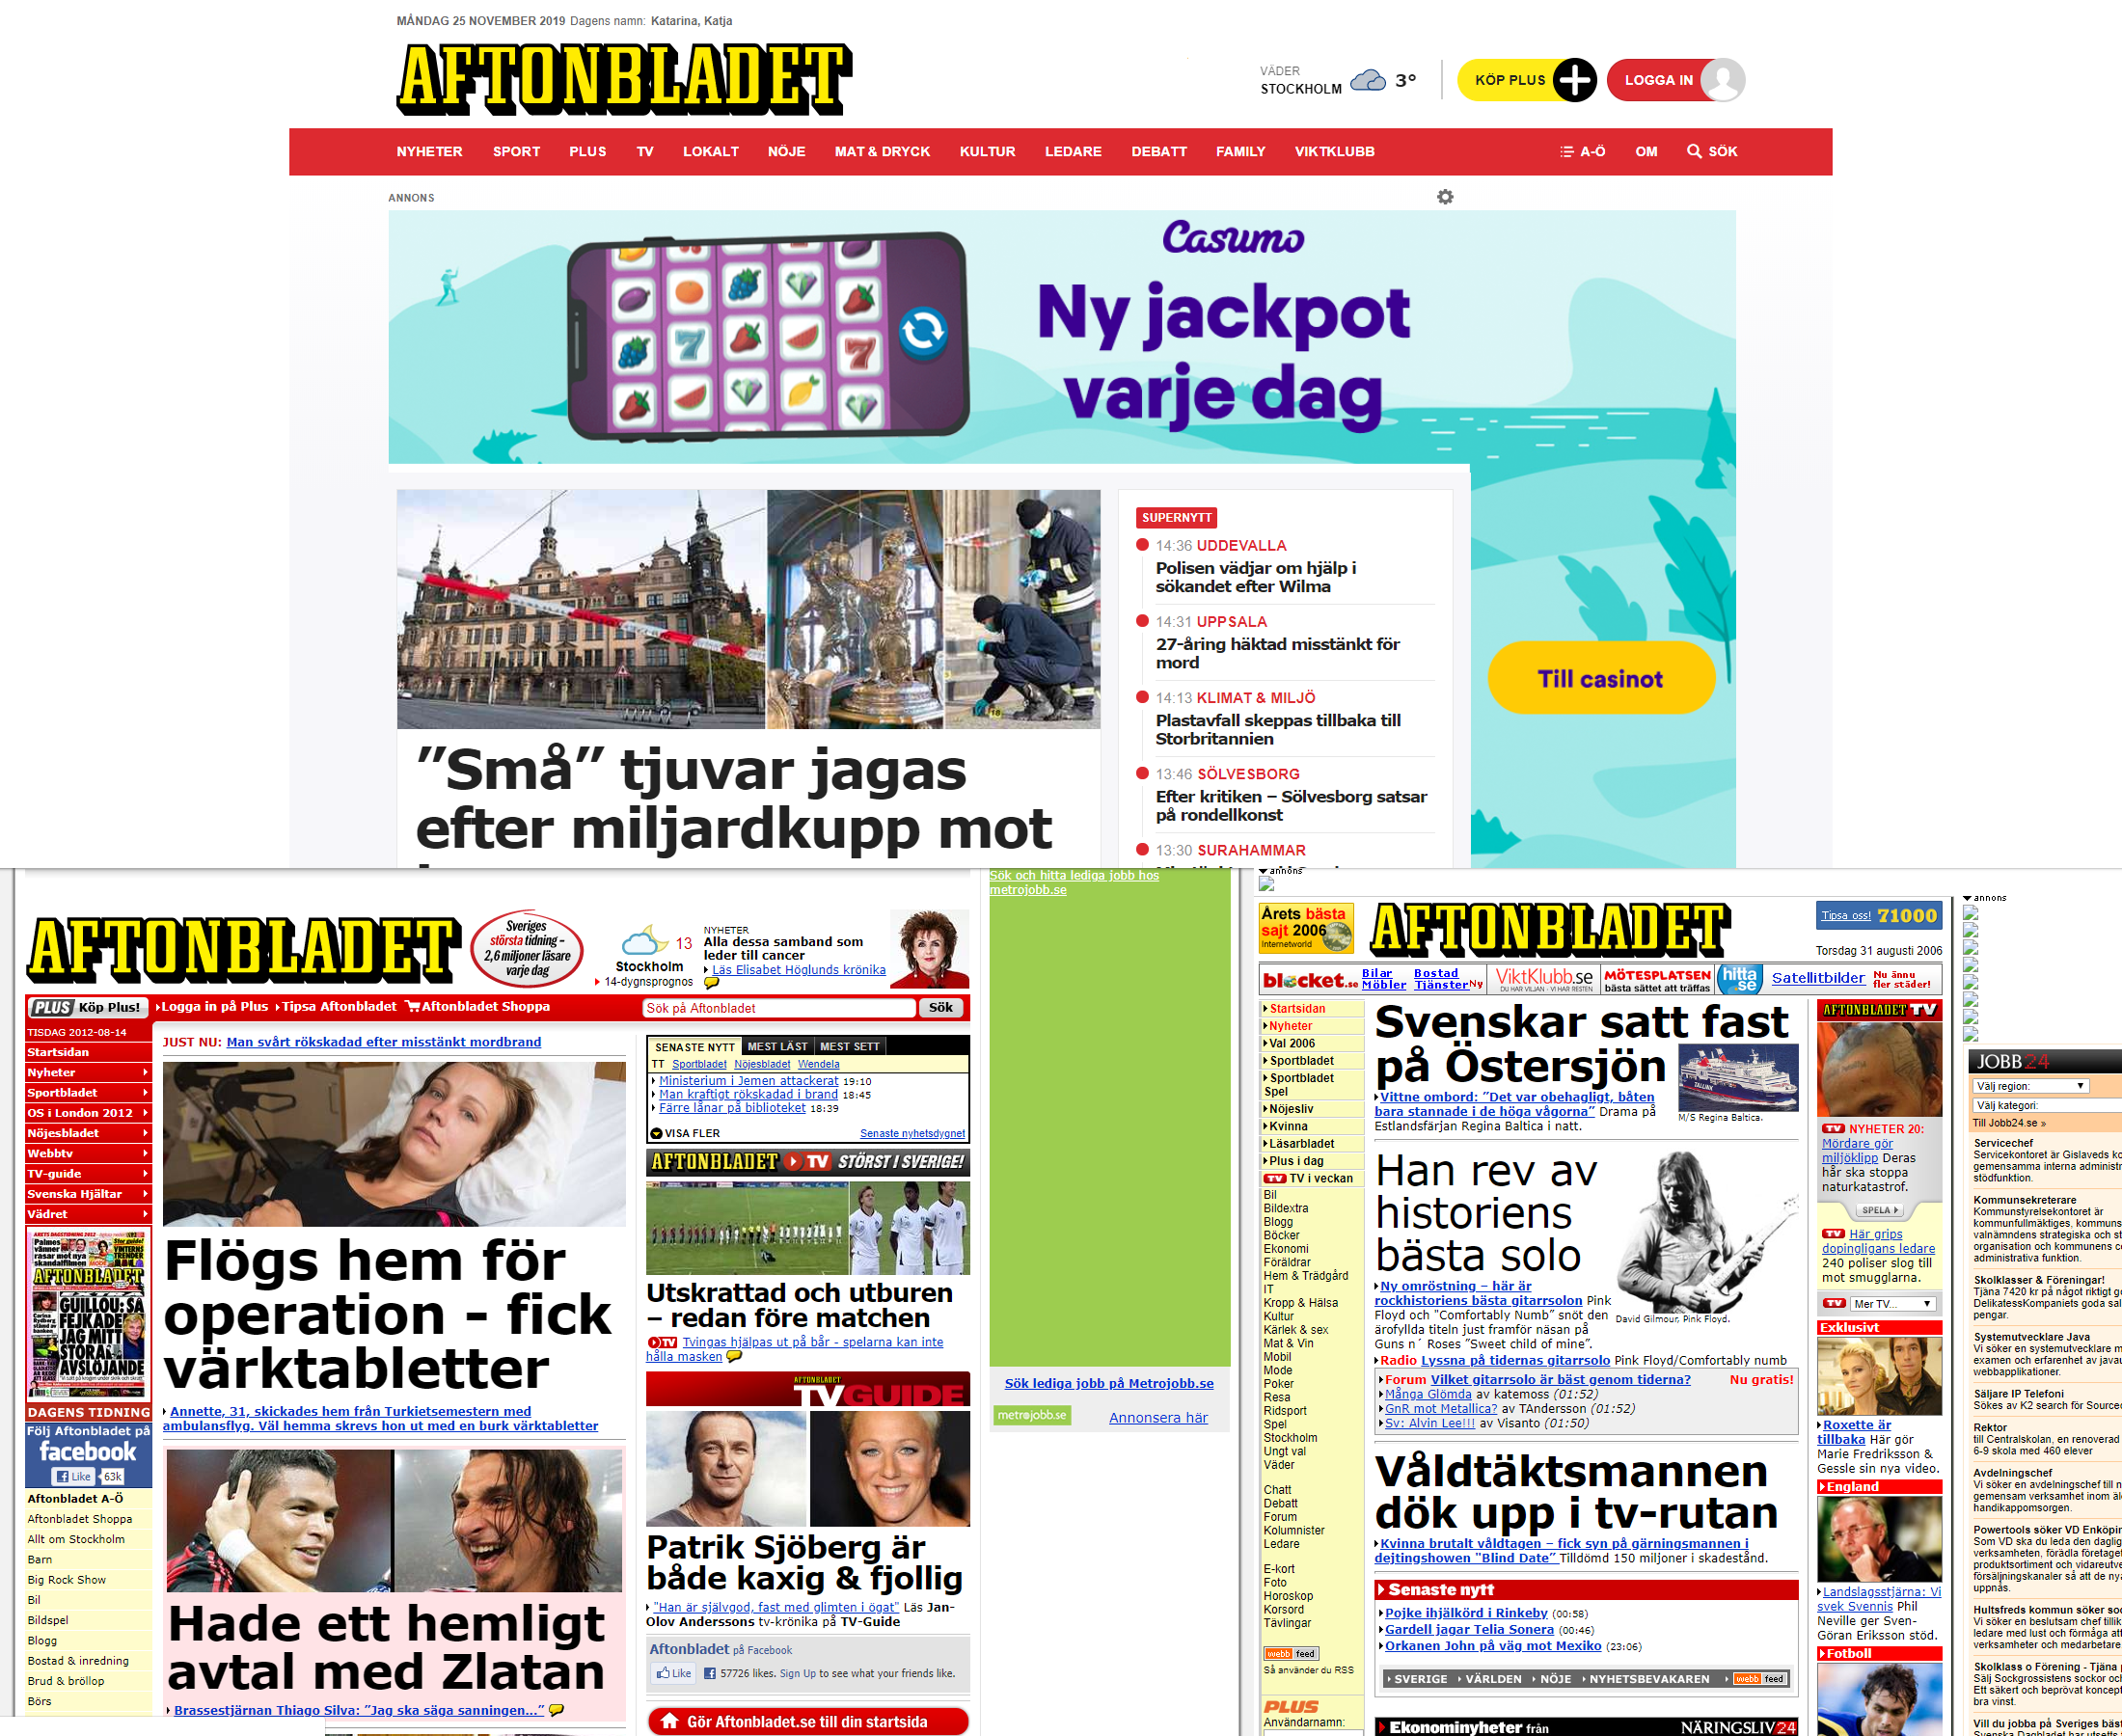 MÅNDAG 25 NOVEMBER 2019 Dagens namn: Katarina, Katja
AFTONBLADET
VÄDER
STOCKHOLM 3°
KÖP PLUS
LOGGA IN
NYHETER SPORT PLUS TV LOKALT NÖJE MAT & DRYCK KULTUR LEDARE DEBATT FAMILY VIKTKLUBB A-Ö OM SÖK
ANNONS
Casumo
Ny jackpot
varje dag
Till casinot
SUPERNYTT
14:36 UDDEVALLA
Polisen vädjar om hjälp i
sökandet efter Wilma
14:31 UPPSALA
27-åring häktad misstänkt för
mord
14:13 KLIMAT & MILJÖ
Plastavfall skeppas tillbaka till
Storbritannien
13:46 SÖLVESBORG
Efter kritiken – Sölvesborg satsar
på rondellkonst
13:30 SURAHAMMAR
”Små” tjuvar jagas
efter miljardkupp mot
AFTONBLADET
Sveriges
största tidning –
2,6 miljoner läsare
varje dag
13
Stockholm
14-dygnsprognos
NYHETER
Alla dessa samband som
leder till cancer
Läs Elisabet Höglunds krönika
PLUS Köp Plus! Logga in på Plus Tipsa Aftonbladet Aftonbladet Shoppa
Sök på Aftonbladet Sök
TISDAG 2012-08-14
Startsidan
Nyheter
Sportbladet
OS i London 2012
Nöjesbladet
Webbtv
TV-guide
Svenska Hjältar
Vädret
AFTONBLADET
GUILLOU: SÅ
FEJKADE
JAG MITT
STORA
AVSLÖJANDE
DAGENS TIDNING
Följ Aftonbladet på
facebook
Like 63k
Aftonbladet A-Ö
Aftonbladet Shoppa
Allt om Stockholm
Barn
Big Rock Show
Bil
Bildspel
Blogg
Bostad & inredning
Brud & bröllop
Börs
JUST NU: Man svårt rökskadad efter misstänkt mordbrand
Flögs hem för
operation – fick
värktabletter
Annette, 31, skickades hem från Turkietsemestern med
ambulansflyg. Väl hemma skrevs hon ut med en burk värktabletter
Hade ett hemligt
avtal med Zlatan
Brassestjärnan Thiago Silva: ”Jag ska säga sanningen...”
SENASTE NYTT MEST LÄST MEST SETT
TT Sportbladet Nöjesbladet Wendela
Ministerium i Jemen attackerat 19:10
Man kraftigt rökskadad i brand 18:45
Färre lånar på biblioteket 18:39
VISA FLER Senaste nyhetsdygnet
AFTONBLADET TV STÖRST I SVERIGE!
Utskrattad och utburen
– redan före matchen
TV Tvingas hjälpas ut på bår - spelarna kan inte
hålla masken
AFTONBLADET
TVGUIDE
Patrik Sjöberg är
både kaxig & fjollig
"Han är självgod, fast med glimten i ögat" Läs Jan-
Olov Anderssons tv-krönika på TV-Guide
Aftonbladet på Facebook
Like 57726 likes. Sign Up to see what your friends like.
Gör Aftonbladet.se till din startsida
Sök och hitta lediga jobb hos
metrojobb.se
Sök lediga jobb på Metrojobb.se
metrojobb.se Annonsera här
annons
Årets bästa
sajt 2006
Internetworld
AFTONBLADET
Tipsa oss! 71000
Torsdag 31 augusti 2006
blocket.se
Bilar
Möbler
Bostad
Tjänster Ny
ViktKlubb.se
DU HAR VILJAN - VI HAR RESTEN
MÖTESPLATSEN
bästa sättet att träffas
hitta.se
Satellitbilder
Nu ännu
fler städer!
Startsidan
Nyheter
Val 2006
Sportbladet
Sportbladet
Spel
Nöjesliv
Kvinna
Läsarbladet
Plus i dag
TV i veckan
Bil
Bildextra
Blogg
Böcker
Ekonomi
Föräldrar
Hem & Trädgård
IT
Kropp & Hälsa
Kultur
Kärlek & sex
Mat & Vin
Mobil
Mode
Poker
Resa
Ridsport
Spel
Stockholm
Ungt val
Väder
Chatt
Debatt
Forum
Kolumnister
Ledare
E-kort
Foto
Horoskop
Korsord
Tävlingar
webb feed
Så använder du RSS
PLUS
Användarnamn:
Svenskar satt fast
på Östersjön
Vittne ombord: ”Det var obehagligt, båten
bara stannade i de höga vågorna” Drama på
Estlandsfärjan Regina Baltica i natt.
TALLINK
M/S Regina Baltica.
Han rev av
historiens
bästa solo
Ny omröstning – här är
rockhistoriens bästa gitarrsolon Pink
Floyd och "Comfortably Numb” snöt den
ärofyllda titeln just framför näsan på
Guns n´ Roses ”Sweet child of mine”.
David Gilmour, Pink Floyd.
Radio Lyssna på tidernas gitarrsolo Pink Floyd/Comfortably numb
Forum Vilket gitarrsolo är bäst genom tiderna? Nu gratis!
Många Glömda av katemoss (01:52)
GnR mot Metallica? av TAndersson (01:52)
Sv: Alvin Lee!!! av Visanto (01:50)
Våldtäktsmannen
dök upp i tv-rutan
Kvinna brutalt våldtagen – fick syn på gärningsmannen i
dejtingshowen "Blind Date” Tilldömd 150 miljoner i skadestånd.
Senaste nytt
Pojke ihjälkörd i Rinkeby (00:58)
Gardell jagar Telia Sonera (00:46)
Orkanen John på väg mot Mexiko (23:06)
SVERIGE VÄRLDEN NÖJE NYHETSBEVAKAREN webb feed
Ekonominyheter från NÄRINGSLIV24
AFTONBLADET TV
TV NYHETER 20:
Mördare gör
miljöklipp Deras
hår ska stoppa
naturkatastrof.
SPELA
TV Här grips
dopingligans ledare
240 poliser slog till
mot smugglarna.
TV Mer TV...
Exklusivt
Roxette är
tillbaka Här gör
Marie Fredriksson &
Gessle sin nya video.
England
Landslagsstjärna: Vi
svek Svennis Phil
Neville ger Sven-
Göran Eriksson stöd.
Fotboll
annons
JOBB24
Välj region:
Välj kategori:
Till Jobb24.se »
Servicechef
Servicekontoret är Gislaveds
gemensamma interna
stödfunktion.
Kommunsekreterare
Kommunstyrelsekontoret är
kommunfullmäktiges,
valnämndens strategiska och
organisation och kommunens
administrativa funktion.
Skolklasser & Föreningar!
Tjäna 7420 kr på något riktigt
DelikatessKompaniets goda
pengar.
Systemutvecklare Java
Vi söker en systemutvecklare
examen och erfarenhet av
webbapplikationer.
Säljare IP Telefoni
Sökes av K2 search för
Rektor
till Centralskolan, en renoverad
6-9 skola med 460 elever
Avdelningschef
Vi söker en avdelningschef till
gemensam verksamhet inom
handikappomsorgen.
Powertools söker VD
Som VD ska du leda den
verksamheten, förädla
produktsortiment och
försäljningskanaler så att de
uppnås.
Hultsfreds kommun söker
Vi söker en beslutsam chef
ledare med lust och förmåga
verksamheter och medarbetare.
Skolklass o Förening - Tjäna
Sälj Sockgrossistens sockor
Ett säkert och beprövat
bra vinst.
Vill du jobba på Sveriges